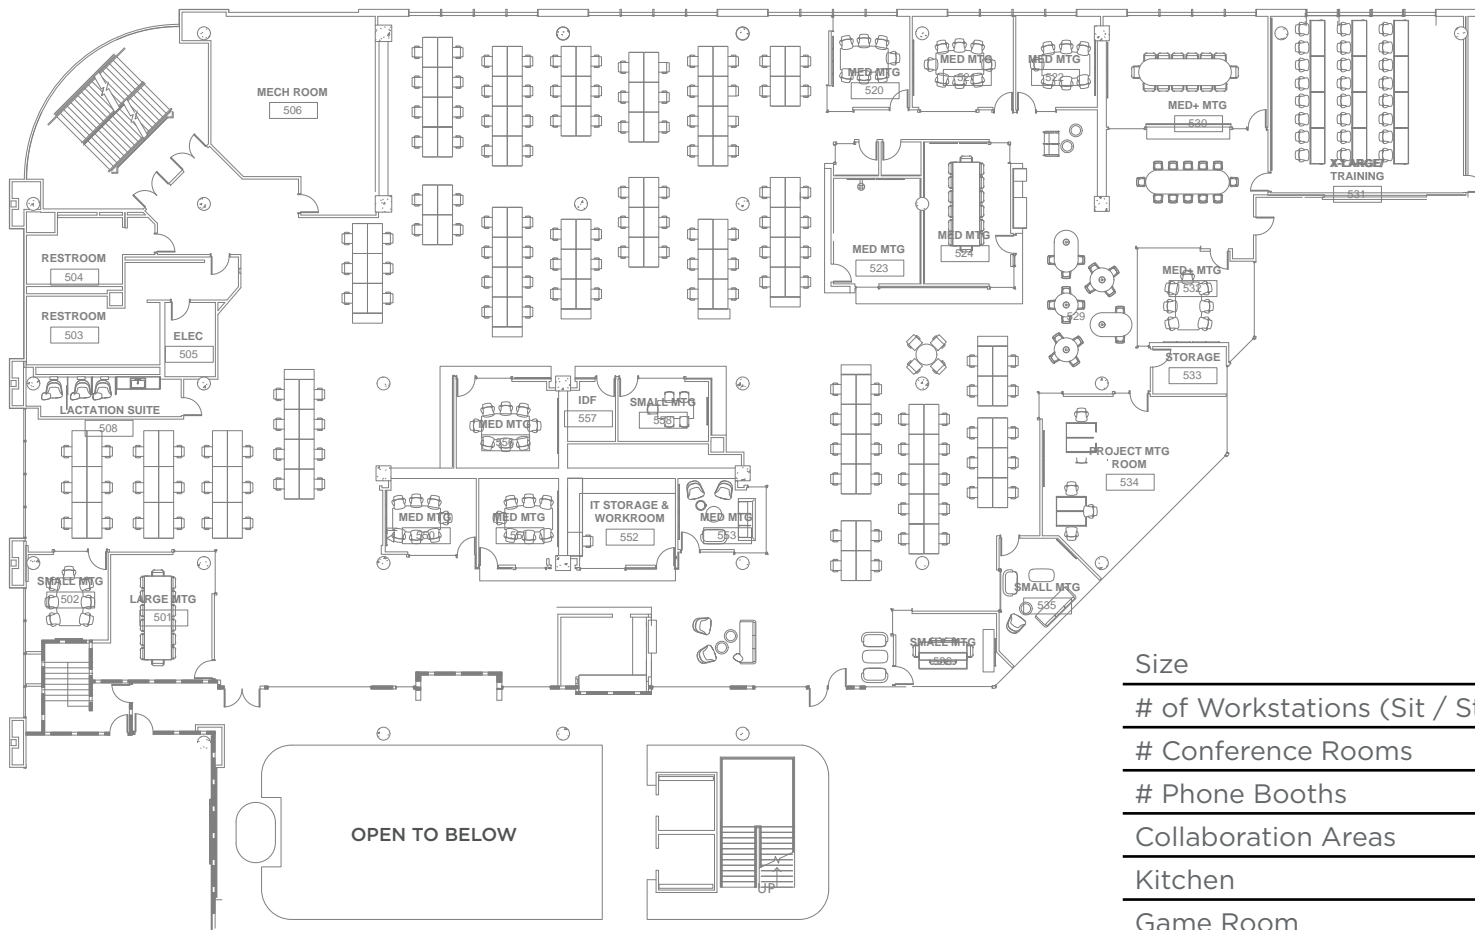 MECH ROOM
506
MED MTG
520
MED MTG
521
MED MTG
522
MED+ MTG
530
X-LARGE/
TRAINING
531
RESTROOM
504
RESTROOM
503
ELEC
505
MED MTG
523
MED MTG
524
529
MED+ MTG
532
STORAGE
533
LACTATION SUITE
508
MED MTG
IDF
557
SMALL MTG
558
PROJECT MTG
ROOM
534
MED MTG
550
MED MTG
551
IT STORAGE &
WORKROOM
552
MED MTG
553
SMALL MTG
502
LARGE MTG
501
SMALL MTG
535
SMALL MTG
OPEN TO BELOW
UP
Size
# of Workstations (Sit / St
# Conference Rooms
# Phone Booths
Collaboration Areas
Kitchen
Game Room